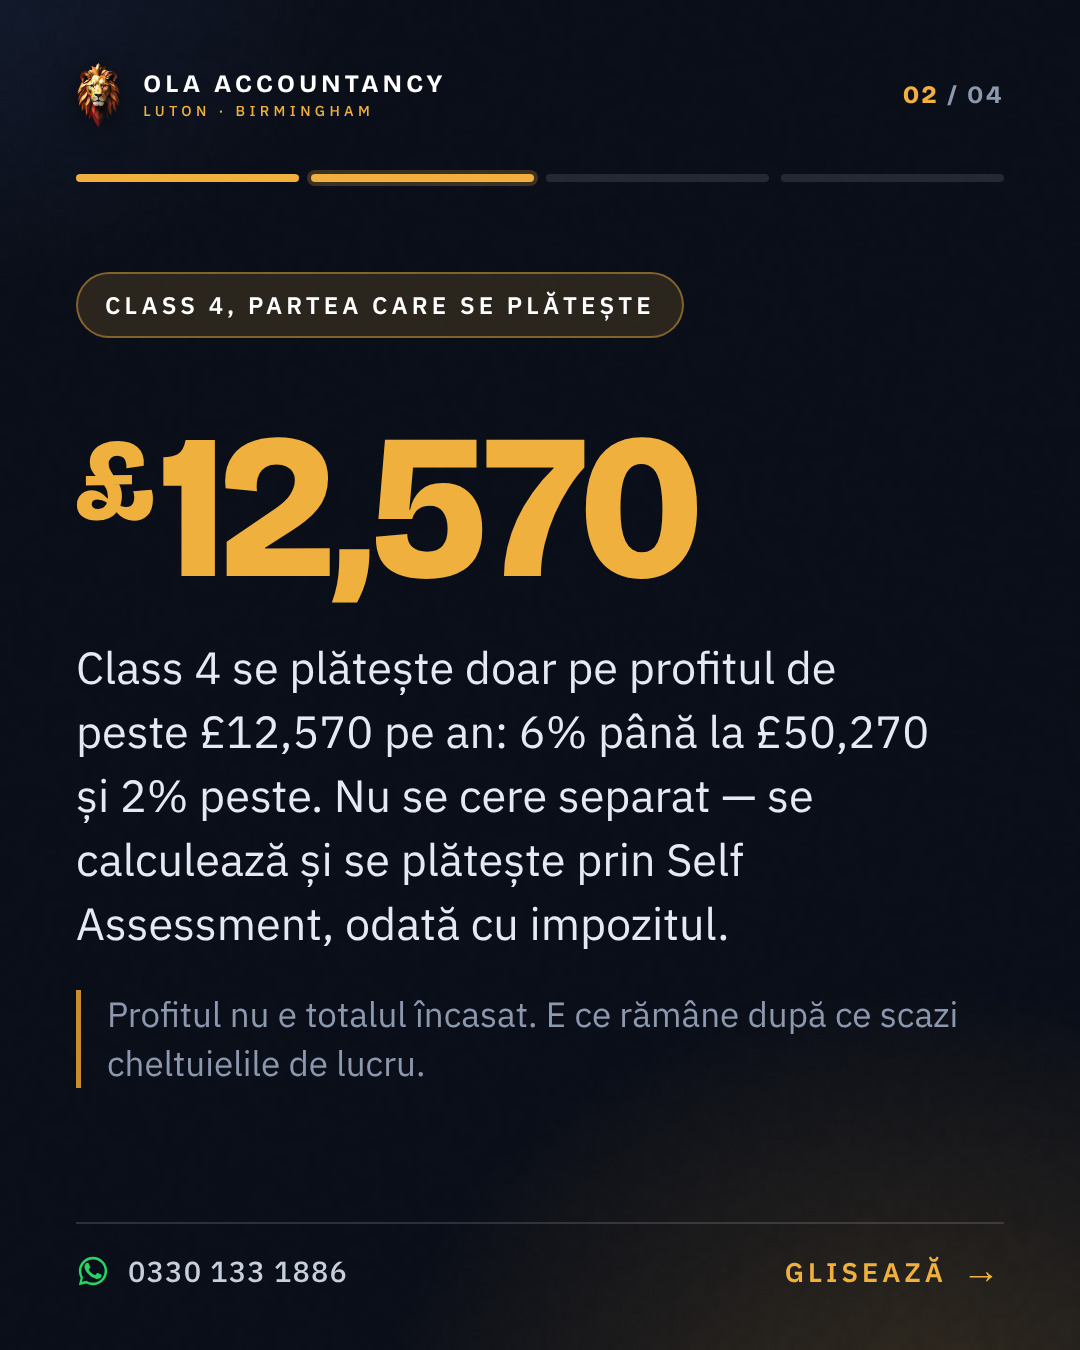 OLA ACCOUNTANCY
LUTON · BIRMINGHAM
02 / 04
CLASS 4, PARTEA CARE SE PLĂTEȘTE
£12,570
Class 4 se plătește doar pe profitul de
peste £12,570 pe an: 6% până la £50,270
și 2% peste. Nu se cere separat — se
calculează și se plătește prin Self
Assessment, odată cu impozitul.
Profitul nu e totalul încasat. E ce rămâne după ce scazi
cheltuielile de lucru.
0330 133 1886
GLISEAZĂ →